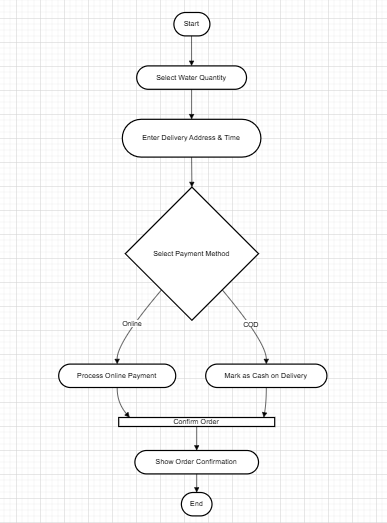 Start
Select Water Quantity
Enter Delivery Address & Time
Select Payment Method
Online
COD
Process Online Payment
Mark as Cash on Delivery
Confirm Order
Show Order Confirmation
End